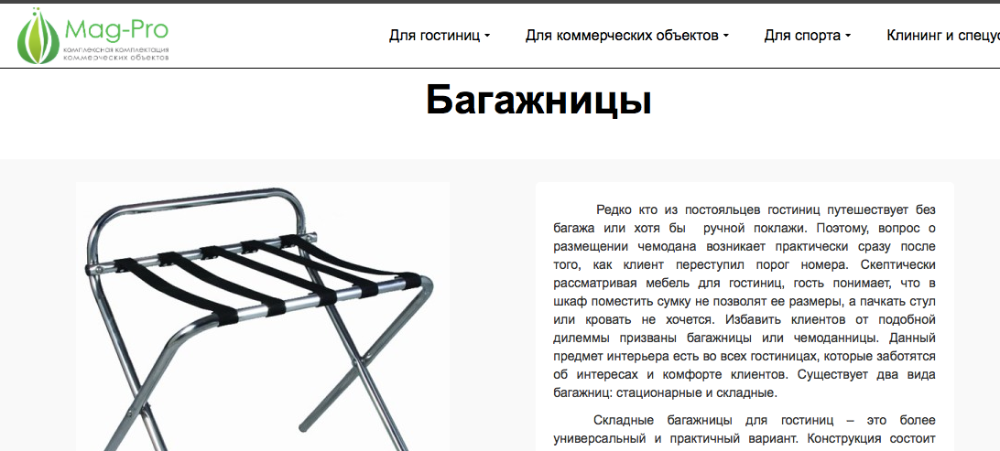 Mag-Pro
комплексная комплектация
коммерческих объектов
Для гостиниц
Для коммерческих объектов
Для спорта
Клининг и спецус
Багажницы
Редко кто из постояльцев гостиниц путешествует без
багажа или хотя бы ручной поклажи. Поэтому, вопрос о
размещении чемодана возникает практически сразу после
того, как клиент переступил порог номера. Скептически
рассматривая мебель для гостиниц, гость понимает, что в
шкаф поместить сумку не позволят ее размеры, а пачкать стул
или кровать не хочется. Избавить клиентов от подобной
дилеммы призваны багажницы или чемоданницы. Данный
предмет интерьера есть во всех гостиницах, которые заботятся
об интересах и комфорте клиентов. Существует два вида
багажниц: стационарные и складные.
Складные багажницы для гостиниц – это более
универсальный и практичный вариант. Конструкция состоит